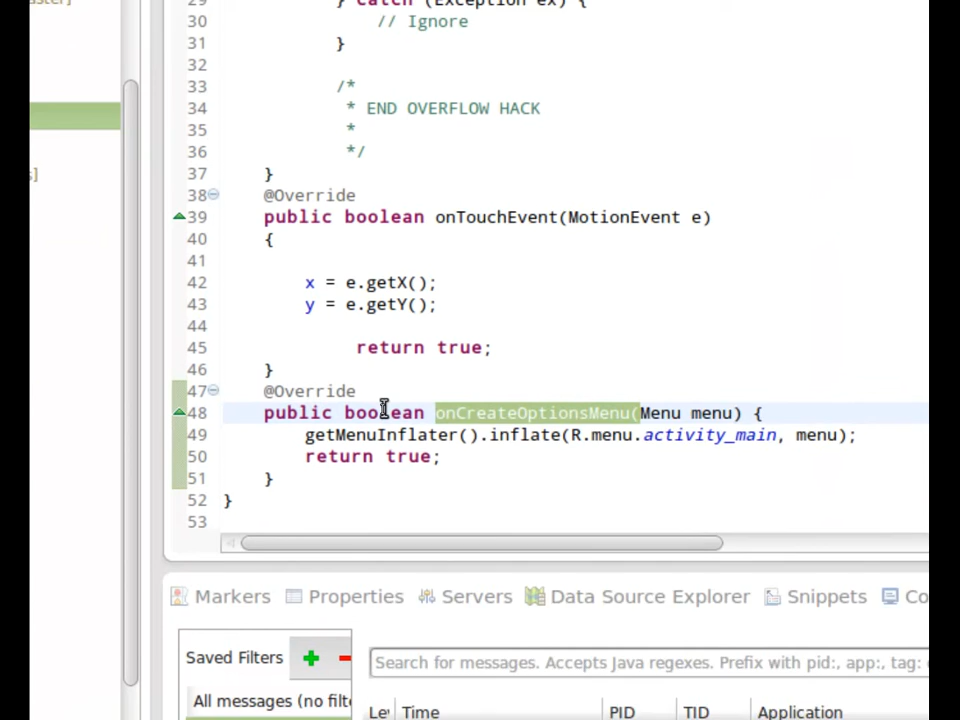 29 } catch (Exception ex) {
30 // Ignore
31 }
32
33 /*
34 * END OVERFLOW HACK
35 *
36 */
37 }
38 @Override
39 public boolean onTouchEvent(MotionEvent e)
40 {
41
42 x = e.getX();
43 y = e.getY();
44
45 return true;
46 }
47 @Override
48 public boolean onCreateOptionsMenu(Menu menu) {
49 getMenuInflater().inflate(R.menu.activity_main, menu);
50 return true;
51 }
52 }
53
Markers Properties Servers Data Source Explorer Snippets Co
Saved Filters
Search for messages. Accepts Java regexes. Prefix with pid:, app:, tag:
All messages (no filte
Le Time PID TID Application